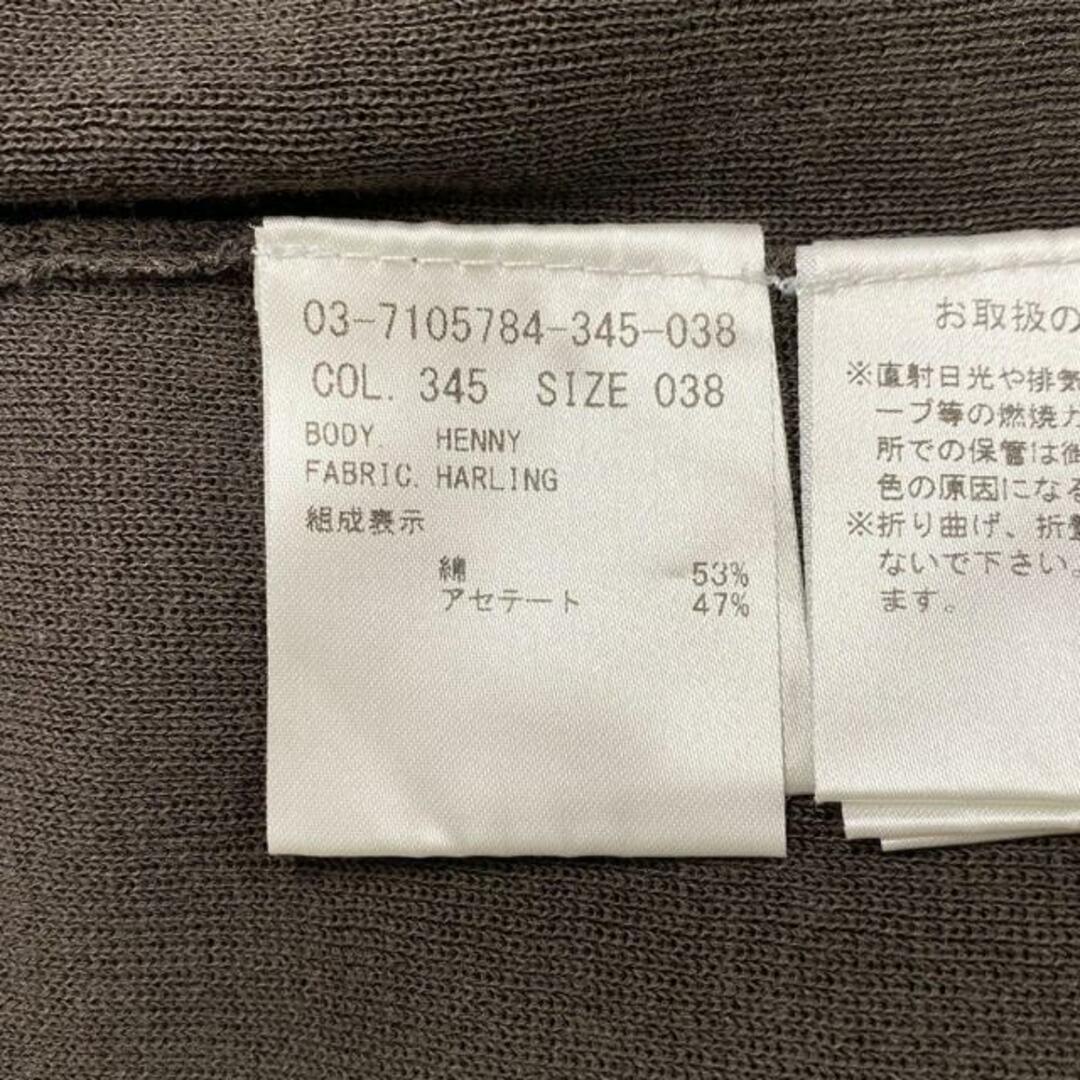 03-7105784-345-038
COL. 345 SIZE 038
BODY. HENNY
FABRIC. HARLING
組成表示
綿 53%
アセテート 47%
お取扱の
※直射日光や排気
ーブ等の燃焼ガ
所での保管は
色の原因になる
※折り曲げ、折畳
ないで下さい。
ます。